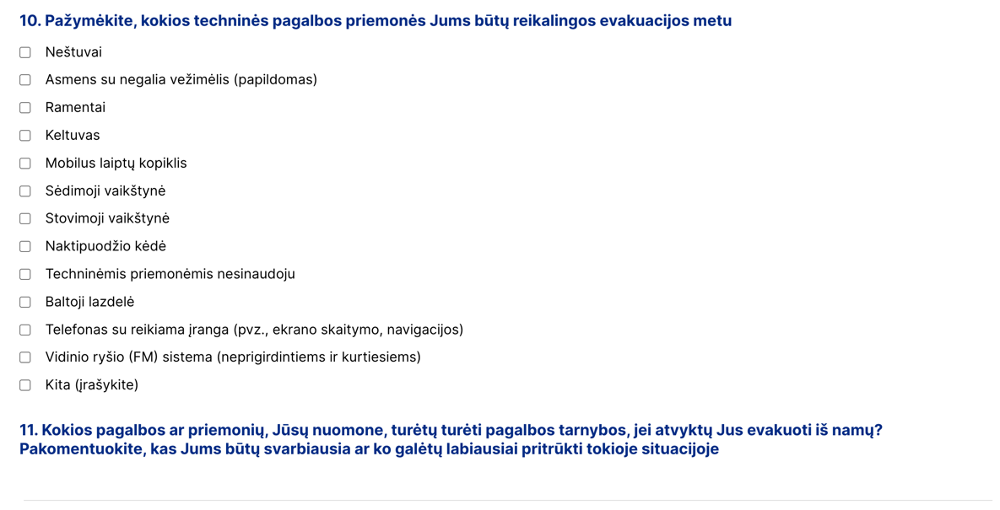 10. Pažymėkite, kokios techninės pagalbos priemonės Jums būtų reikalingos evakuacijos metu
Neštuvai
Asmens su negalia vežimėlis (papildomas)
Ramentai
Keltuvas
Mobilus laiptų kopiklis
Sėdimoji vaikštynė
Stovimoji vaikštynė
Naktipuodžio kėdė
Techninėmis priemonėmis nesinaudoju
Baltoji lazdelė
Telefonas su reikiama įranga (pvz., ekrano skaitymo, navigacijos)
Vidinio ryšio (FM) sistema (neprigirdintiems ir kurtiesiems)
Kita (įrašykite)
11. Kokios pagalbos ar priemonių, Jūsų nuomone, turėtų turėti pagalbos tarnybos, jei atvyktų Jus evakuoti iš namų?
Pakomentuokite, kas Jums būtų svarbiausia ar ko galėtų labiausiai pritrūkti tokioje situacijoje